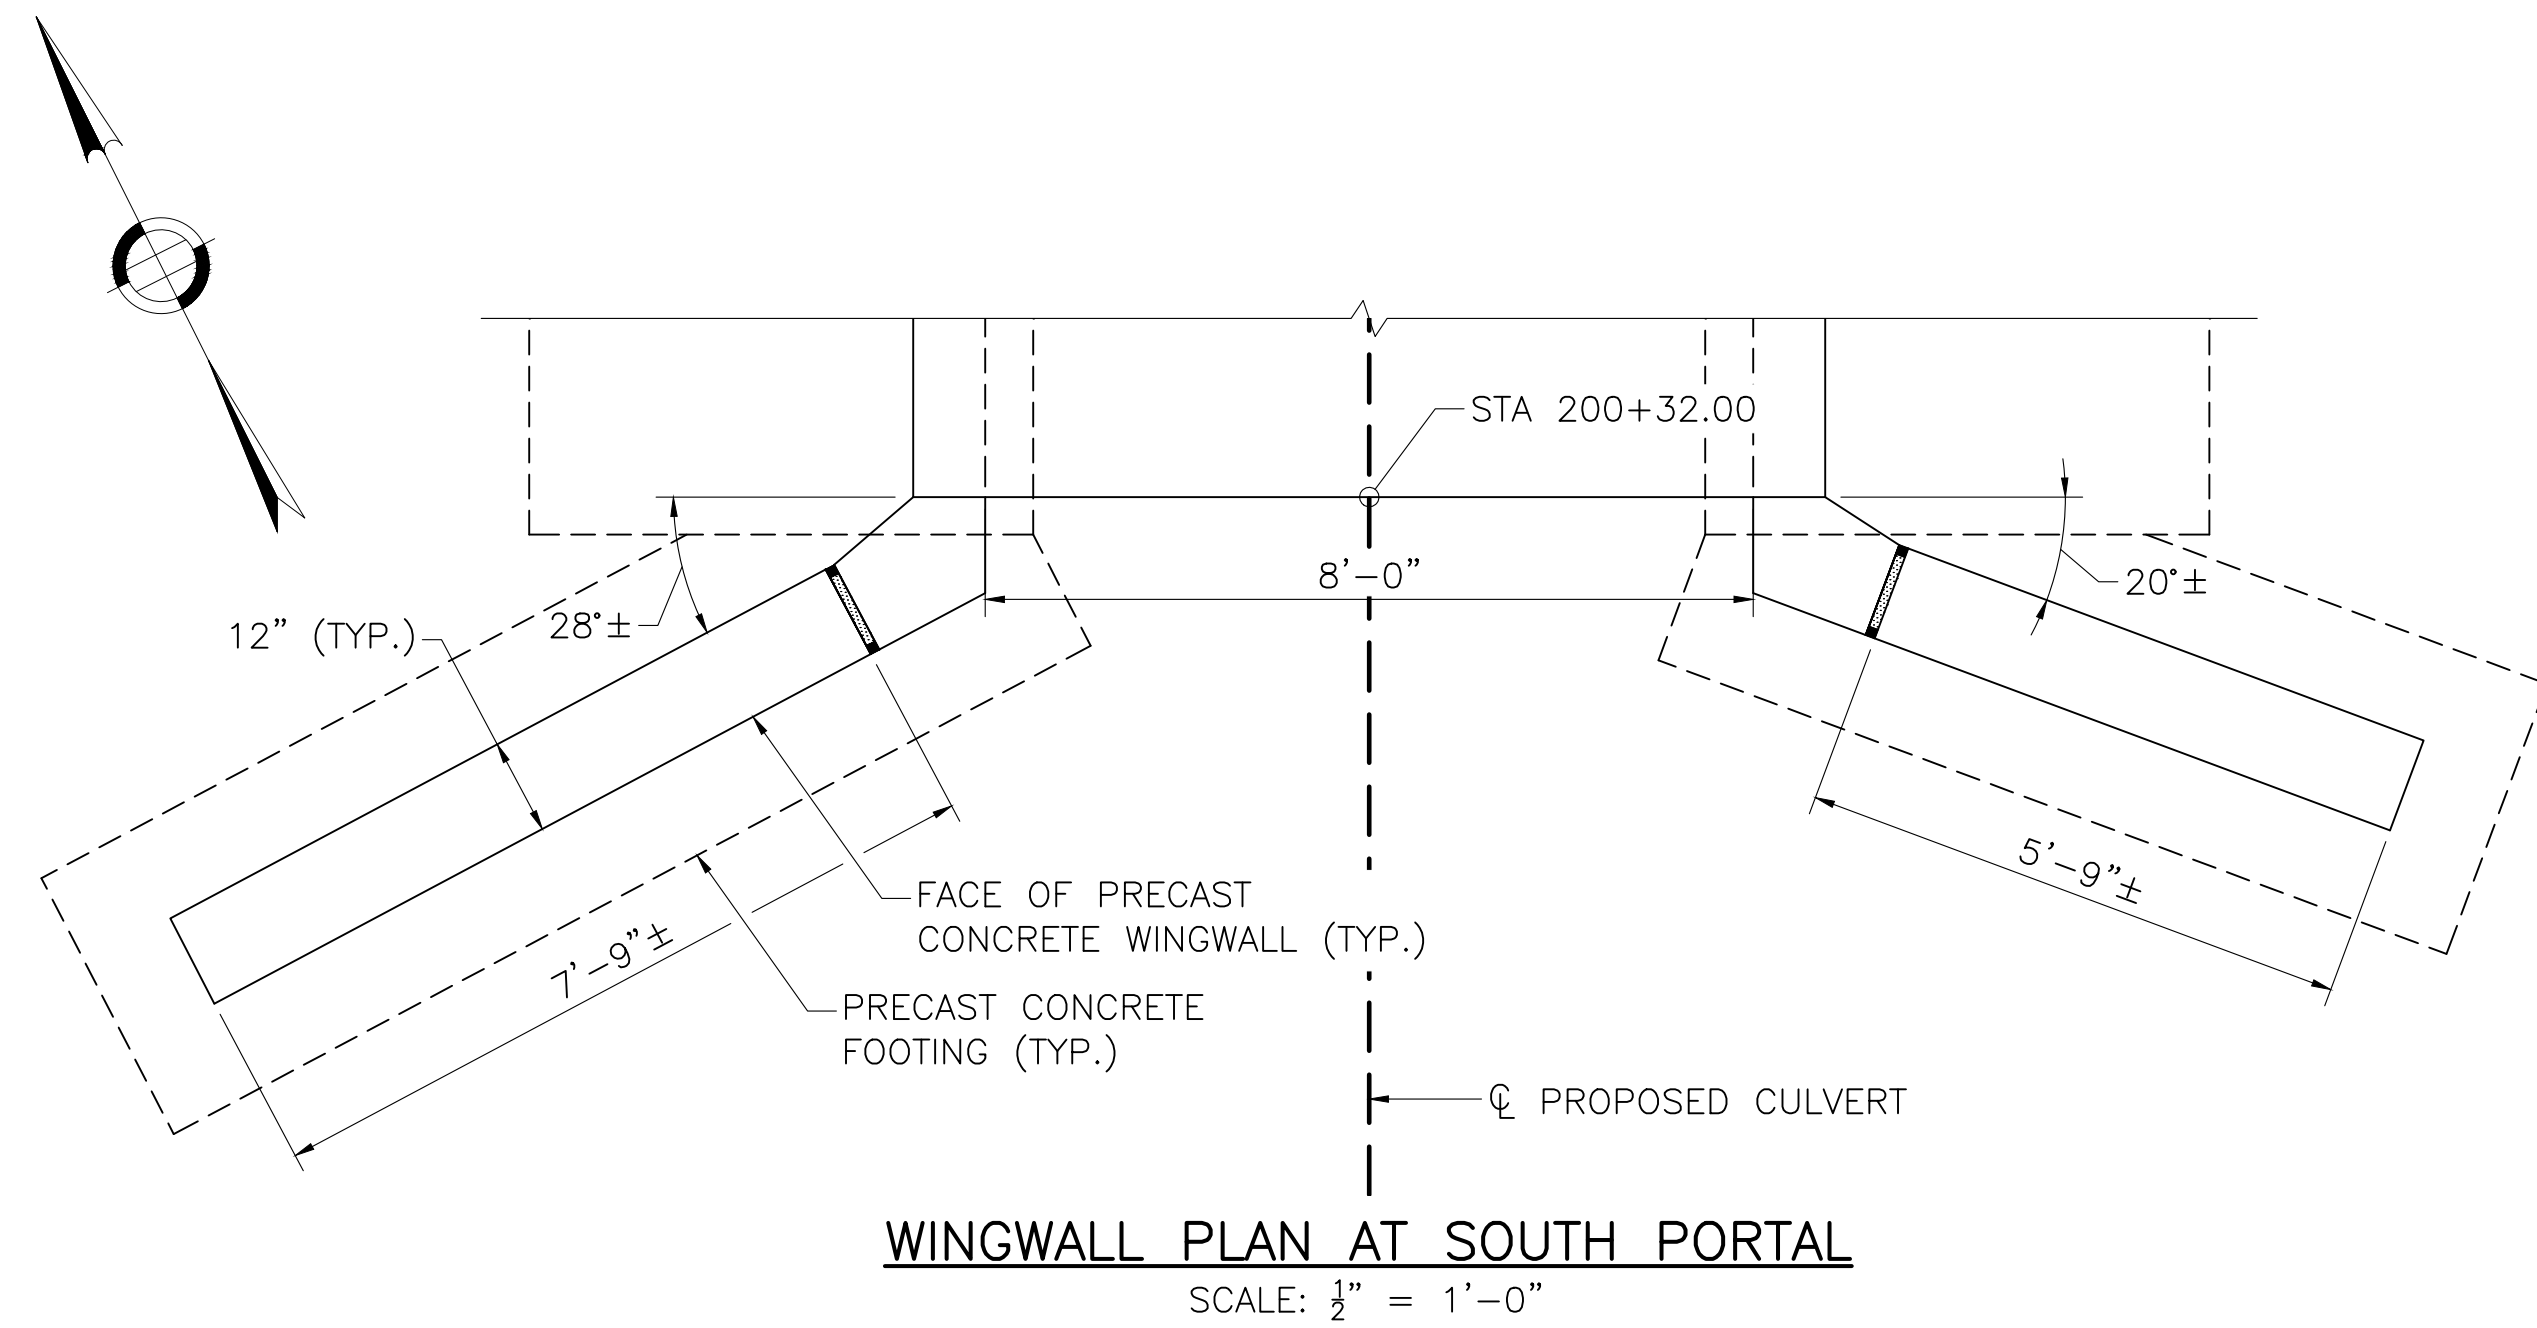 STA 200+32.00
8'-0"
20°±
28°±
12" (TYP.)
5'-9"±
FACE OF PRECAST
CONCRETE WINGWALL (TYP.)
7'-9"±
PRECAST CONCRETE
FOOTING (TYP.)
℄ PROPOSED CULVERT
WINGWALL PLAN AT SOUTH PORTAL
SCALE: ½" = 1'-0"